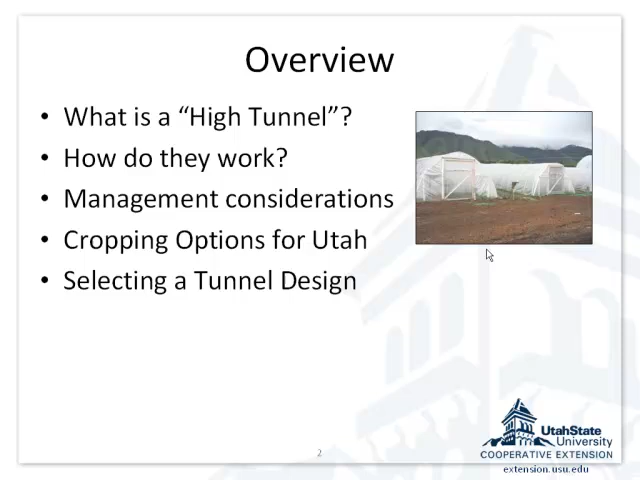 Overview
• What is a “High Tunnel”?
• How do they work?
• Management considerations
• Cropping Options for Utah
• Selecting a Tunnel Design
2
UtahState
University
COOPERATIVE EXTENSION
extension.usu.edu